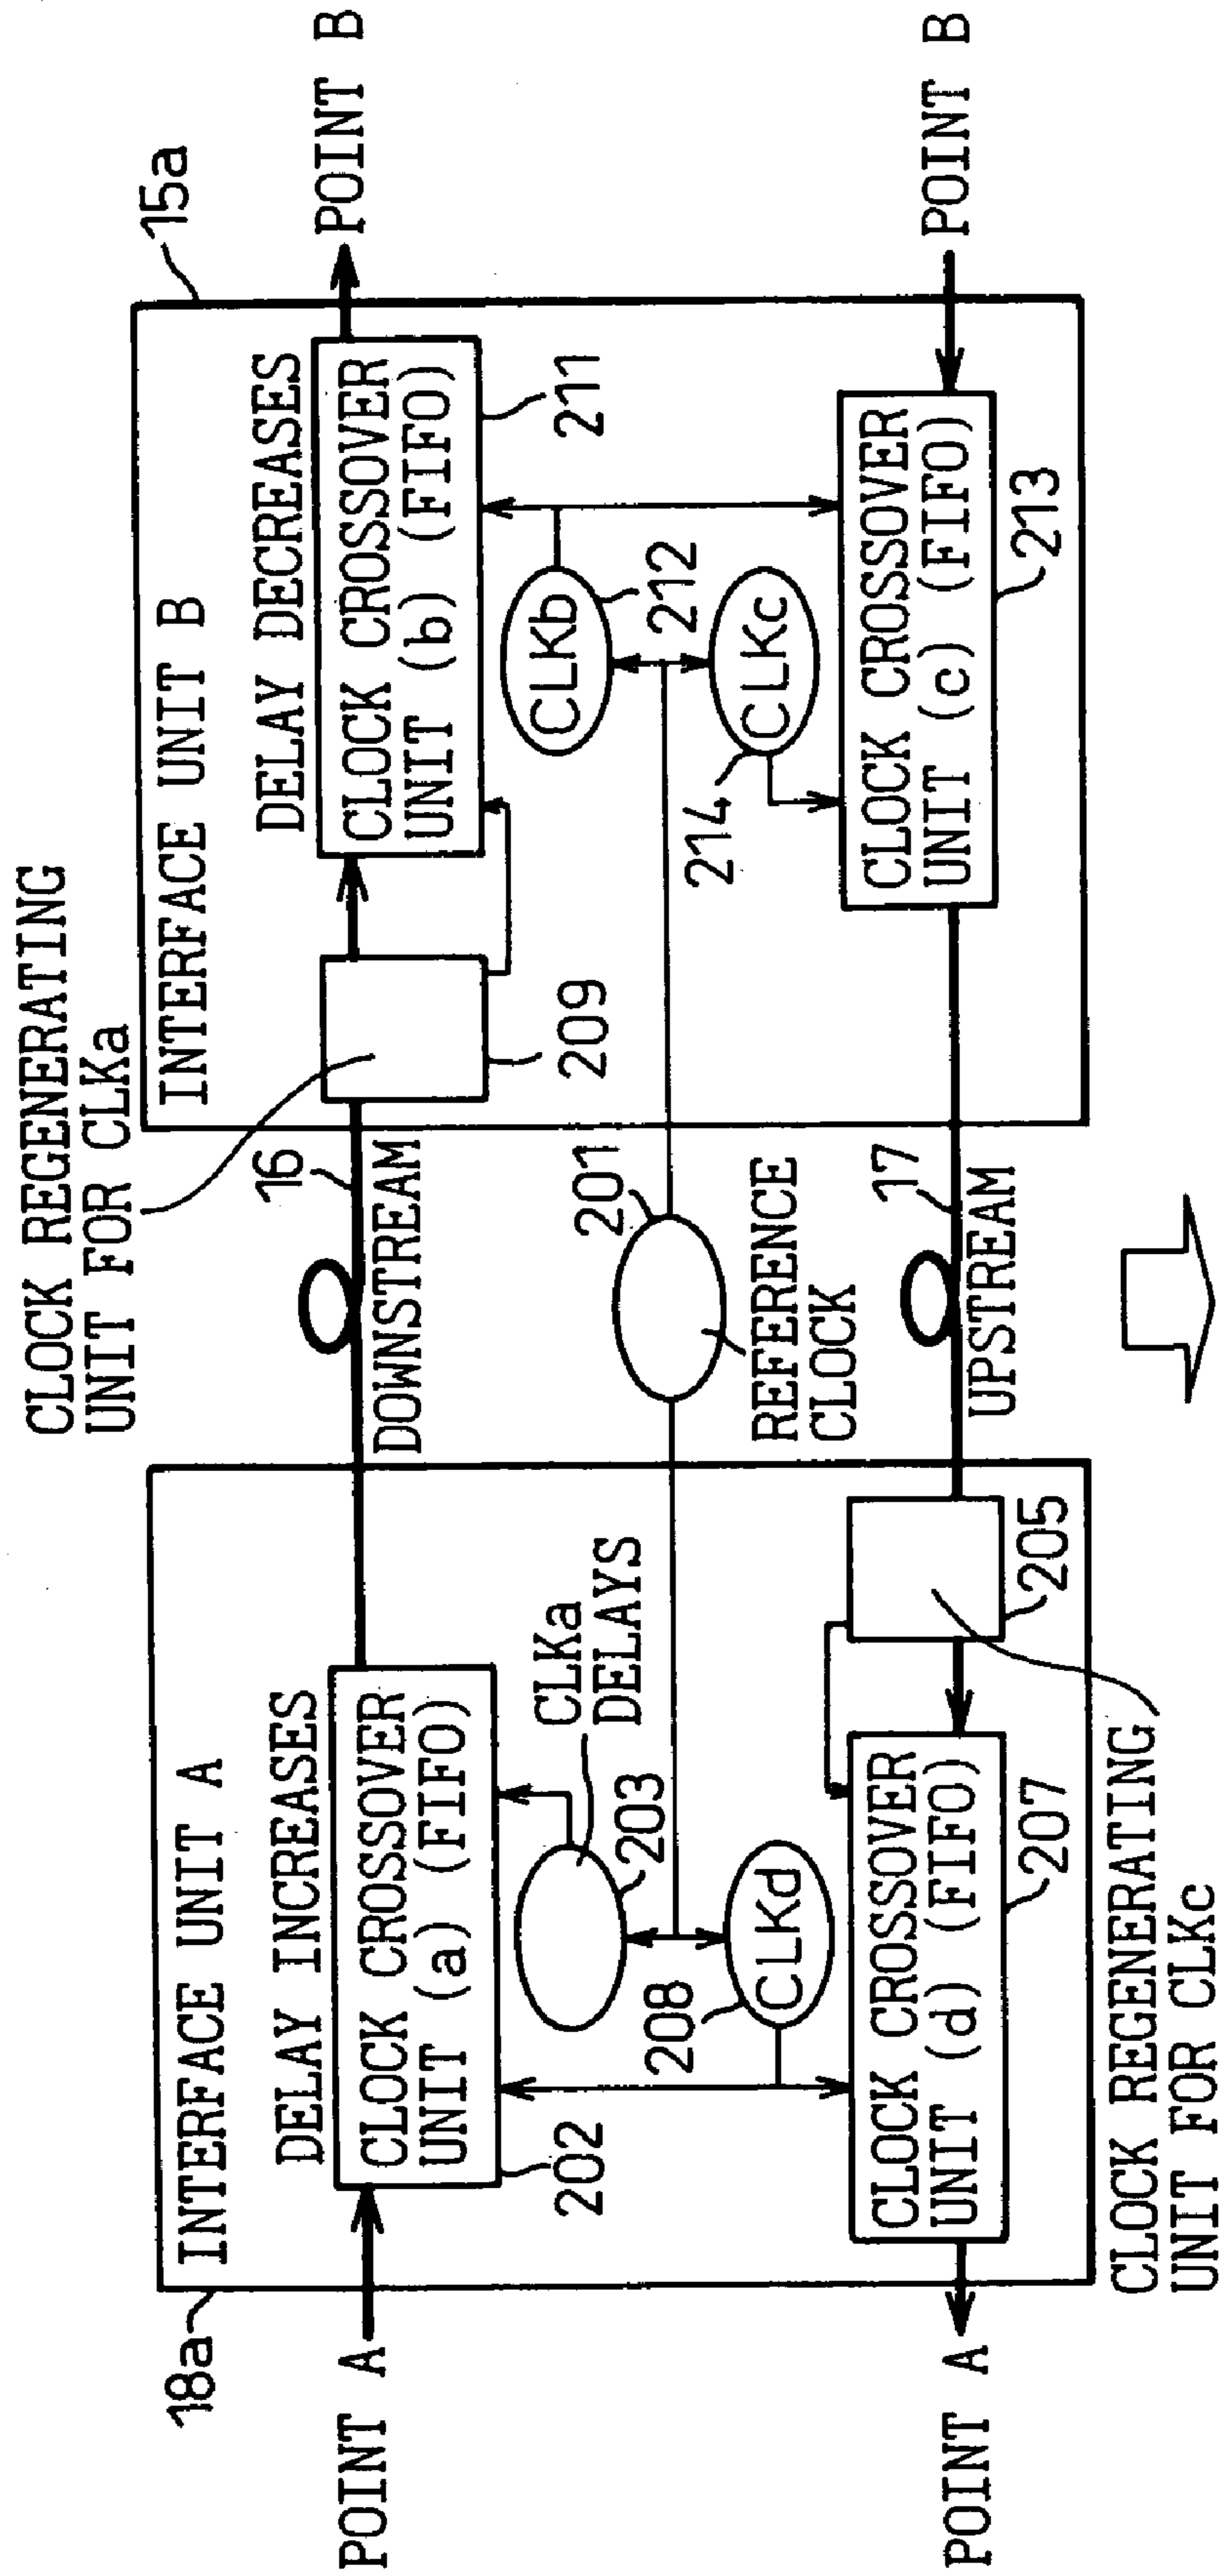 CLOCK REGENERATING
UNIT FOR CLKa
18a
INTERFACE UNIT A
DELAY INCREASES
POINT A
CLOCK CROSSOVER
UNIT (a) (FIFO)
202
CLKa
DELAYS
203
208
CLKd
CLOCK CROSSOVER
UNIT (d) (FIFO)
207
205
POINT A
CLOCK REGENERATING
UNIT FOR CLKc
16
DOWNSTREAM
201
REFERENCE
CLOCK
17
UPSTREAM
15a
INTERFACE UNIT B
DELAY DECREASES
209
CLOCK CROSSOVER
UNIT (b) (FIFO)
211
POINT B
CLKb
212
214
CLKc
CLOCK CROSSOVER
UNIT (c) (FIFO)
213
POINT B